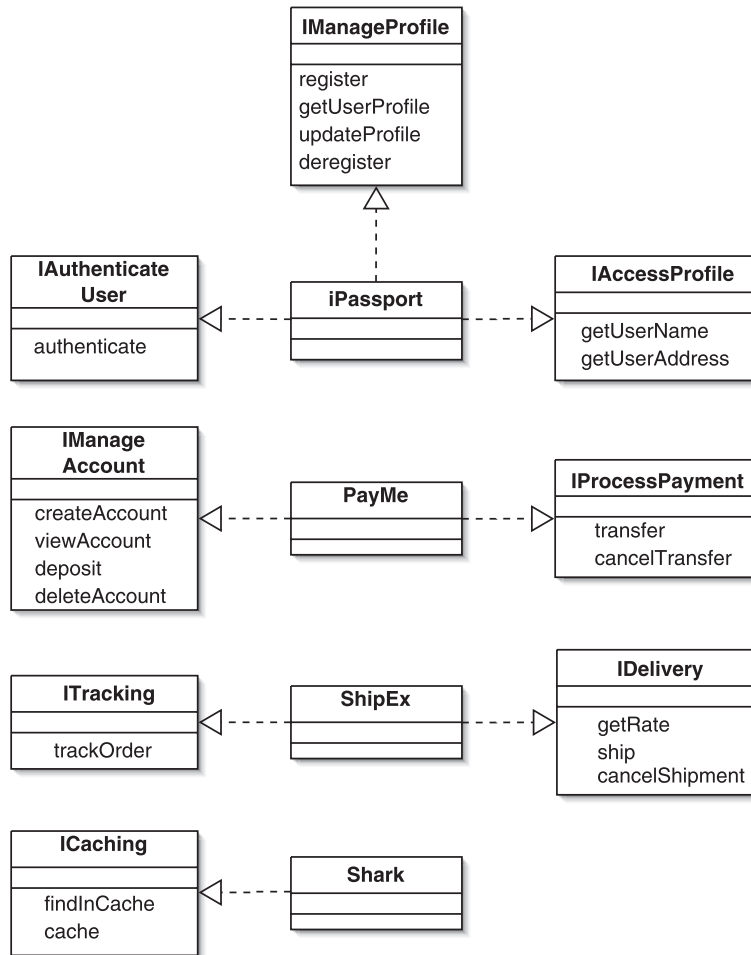 IManageProfile
register
getUserProfile
updateProfile
deregister
IAuthenticate
User
authenticate
iPassport
IAccessProfile
getUserName
getUserAddress
IManage
Account
createAccount
viewAccount
deposit
deleteAccount
PayMe
IProcessPayment
transfer
cancelTransfer
ITracking
trackOrder
ShipEx
IDelivery
getRate
ship
cancelShipment
ICaching
findInCache
cache
Shark